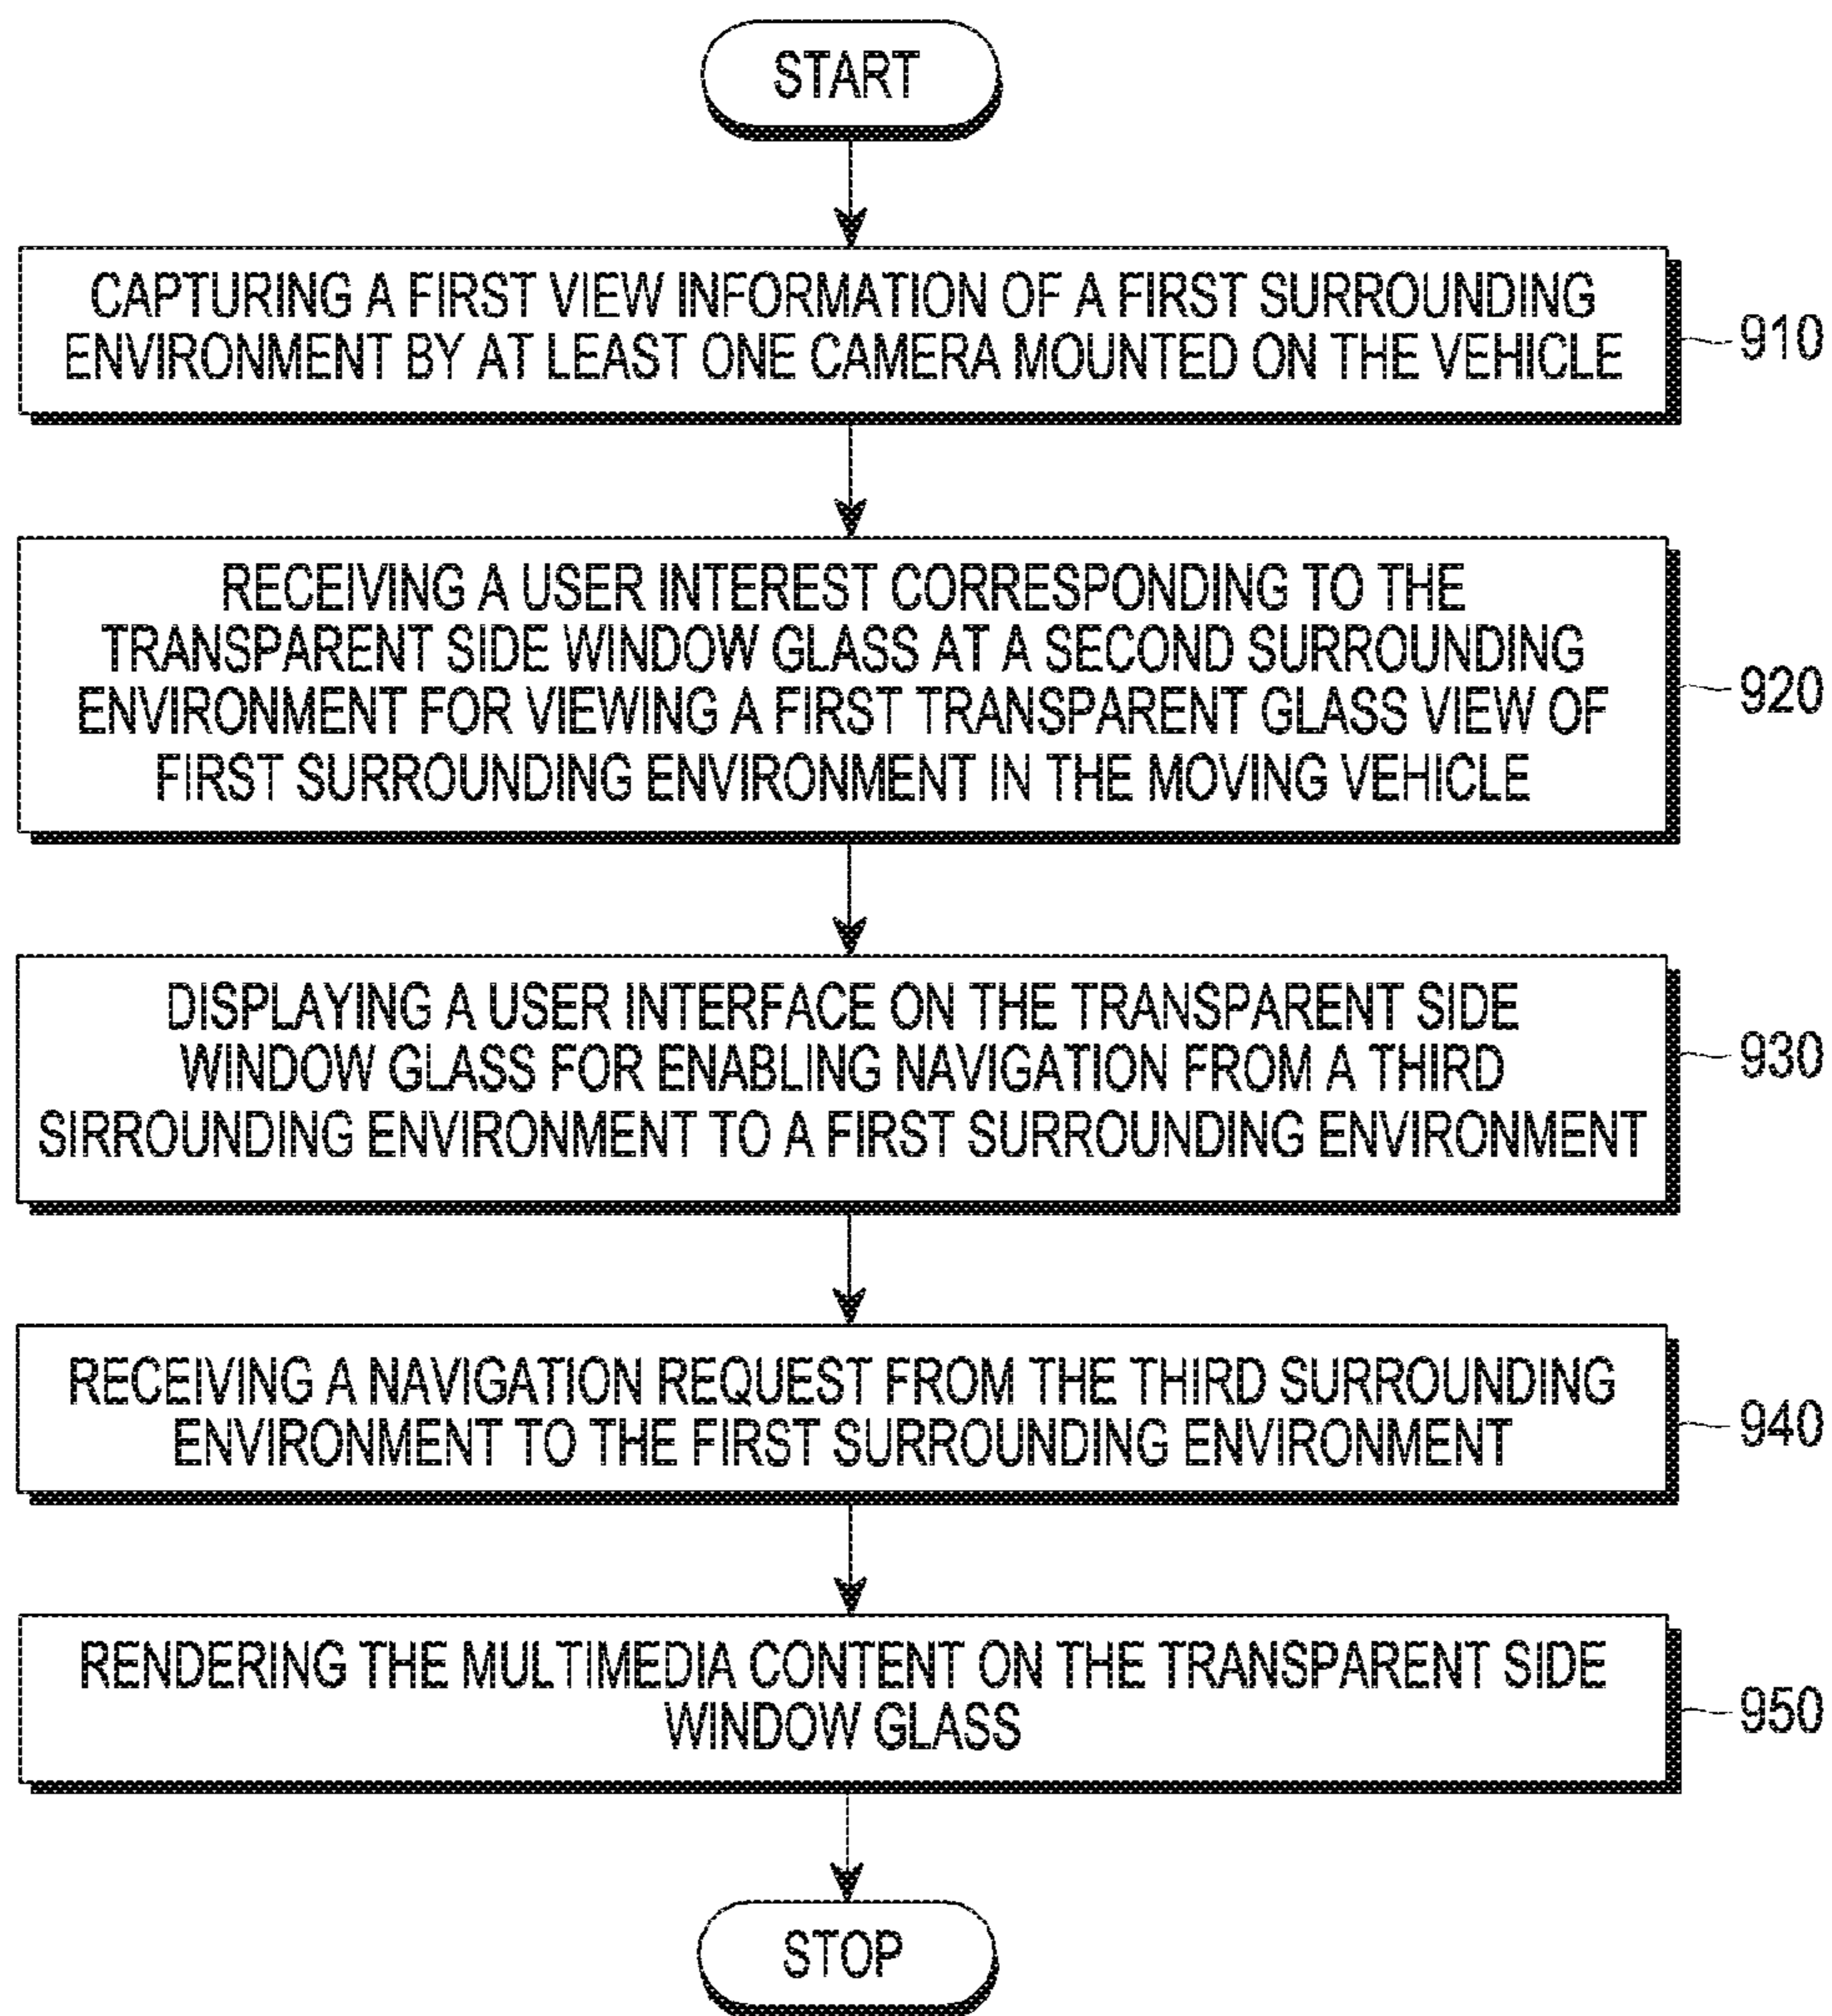 START
CAPTURING A FIRST VIEW INFORMATION OF A FIRST SURROUNDING
ENVIRONMENT BY AT LEAST ONE CAMERA MOUNTED ON THE VEHICLE
910
RECEIVING A USER INTEREST CORRESPONDING TO THE
TRANSPARENT SIDE WINDOW GLASS AT A SECOND SURROUNDING
ENVIRONMENT FOR VIEWING A FIRST TRANSPARENT GLASS VIEW OF
FIRST SURROUNDING ENVIRONMENT IN THE MOVING VEHICLE
920
DISPLAYING A USER INTERFACE ON THE TRANSPARENT SIDE
WINDOW GLASS FOR ENABLING NAVIGATION FROM A THIRD
SIRROUNDING ENVIRONMENT TO A FIRST SURROUNDING ENVIRONMENT
930
RECEIVING A NAVIGATION REQUEST FROM THE THIRD SURROUNDING
ENVIRONMENT TO THE FIRST SURROUNDING ENVIRONMENT
940
RENDERING THE MULTIMEDIA CONTENT ON THE TRANSPARENT SIDE
WINDOW GLASS
950
STOP